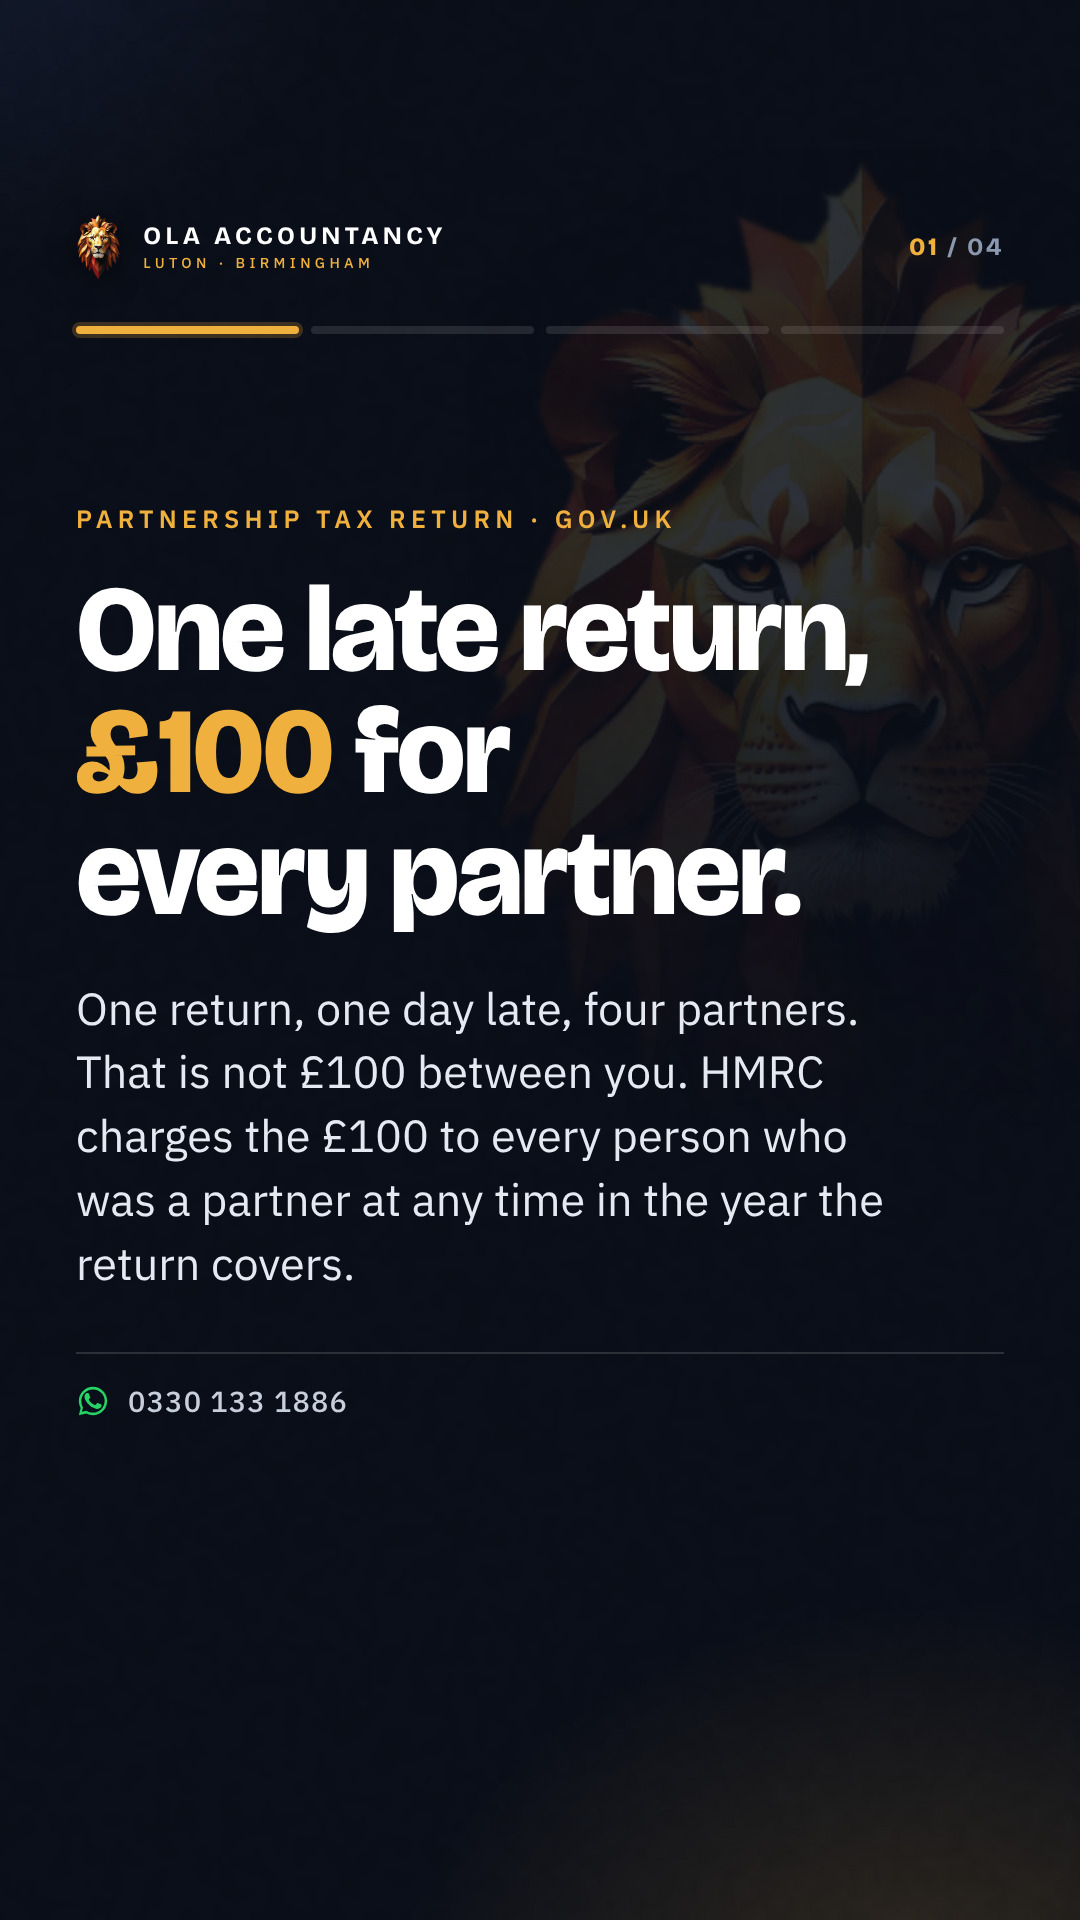 OLA ACCOUNTANCY
LUTON · BIRMINGHAM
01 / 04
PARTNERSHIP TAX RETURN · GOV.UK
One late return,
£100 for
every partner.
One return, one day late, four partners.
That is not £100 between you. HMRC
charges the £100 to every person who
was a partner at any time in the year the
return covers.
0330 133 1886